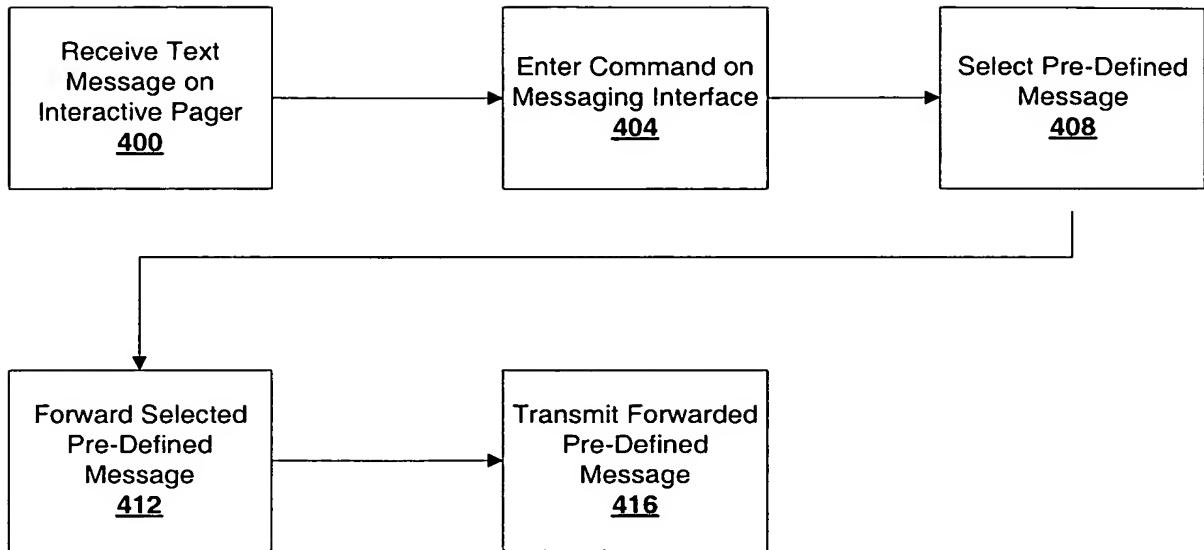 Receive Text
Message on
Interactive Pager
400
Enter Command on
Messaging Interface
404
Select Pre-Defined
Message
408
Forward Selected
Pre-Defined
Message
412
Transmit Forwarded
Pre-Defined
Message
416